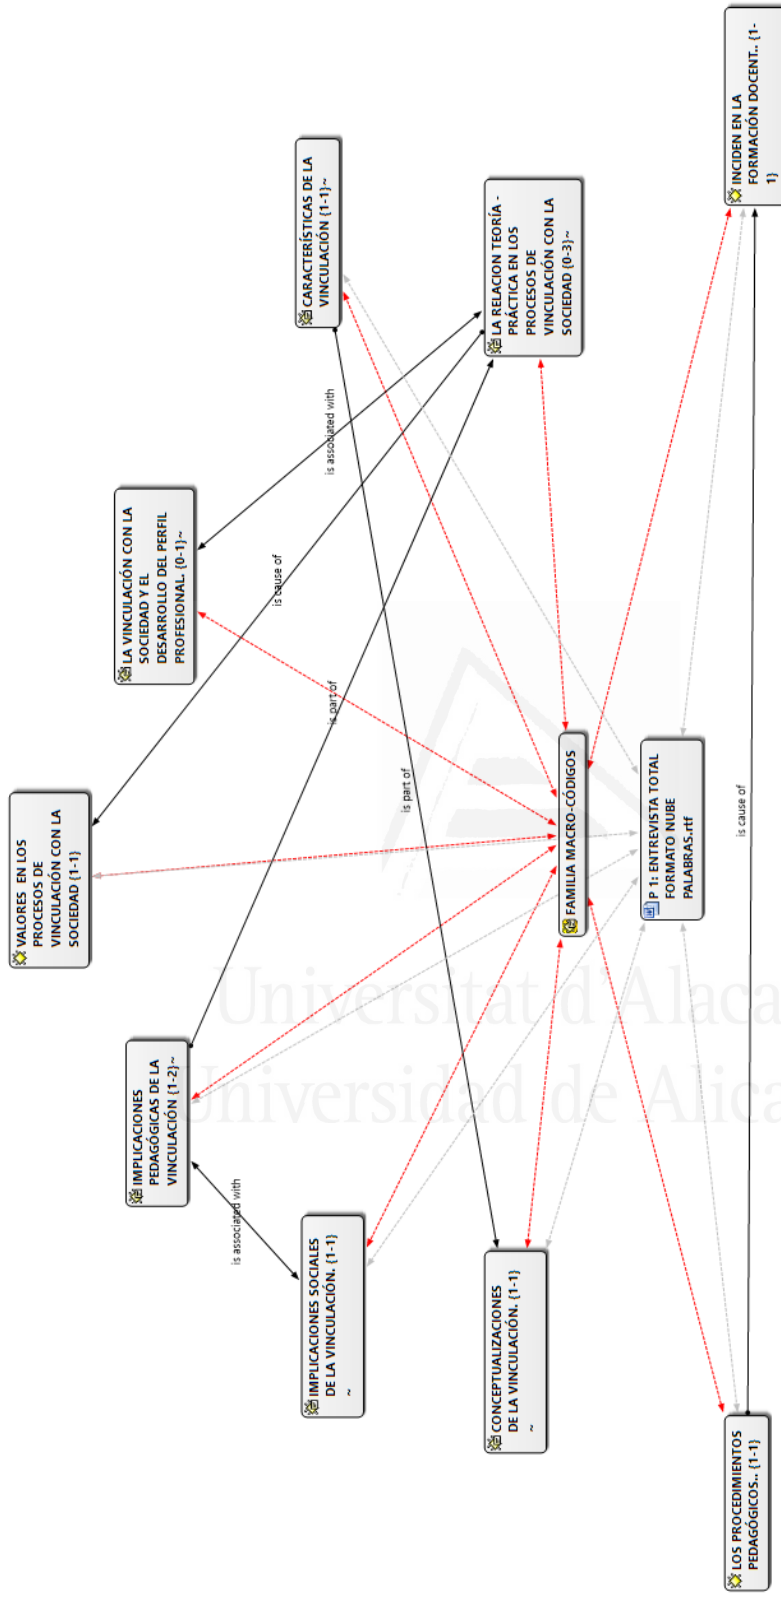 VALORES  EN LOS
PROCESOS DE
VINCULACIÓN CON LA
SOCIEDAD {1-1}
IMPLICACIONES
PEDAGÓGICAS DE LA
VINCULACIÓN {1-2}~
LA VINCULACIÓN CON LA
SOCIEDAD Y EL
DESARROLLO DEL PERFIL
PROFESIONAL. {0-1}~
IMPLICACIONES SOCIALES
DE LA VINCULACIÓN. {1-1}
~
CARACTERÍSTICAS DE LA
VINCULACIÓN {1-1}~
CONCEPTUALIZACIONES
DE LA VINCULACIÓN. {1-1}
~
LA RELACION TEORÍA -
PRÁCTICA EN LOS
PROCESOS DE
VINCULACIÓN CON LA
SOCIEDAD {0-3}~
FAMILIA MACRO-CÓDIGOS
P 1: ENTREVISTA TOTAL
FORMATO NUBE
PALABRAS.rtf
LOS PROCEDIMIENTOS
PEDAGÓGICOS.. {1-1}
INCIDEN EN LA
FORMACIÓN DOCENT.. {1-
1}
is associated with
is cause of
is part of
is associated with
is part of
is cause of
Universitat d'Alaca
Universidad de Alica